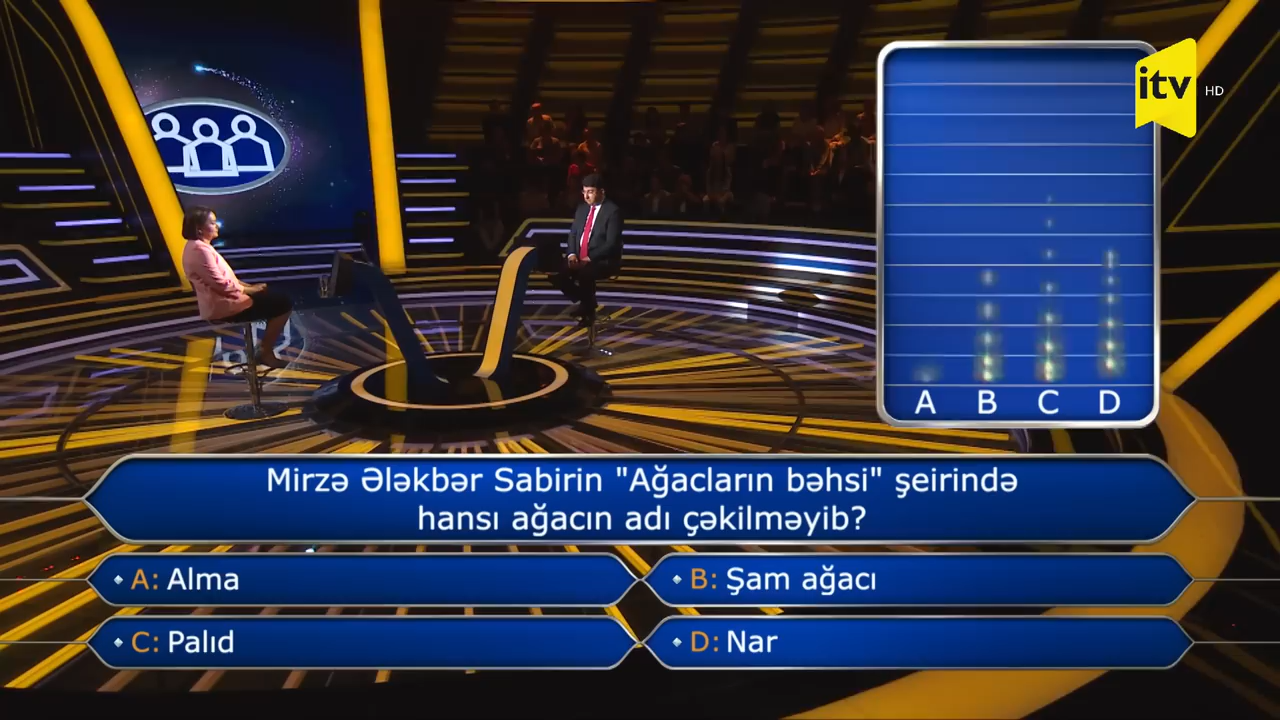 itv HD
A B C D
Mirzə Ələkbər Sabirin "Ağacların bəhsi" şeirində
hansı ağacın adı çəkilməyib?
A: Alma
B: Şam ağacı
C: Palıd
D: Nar